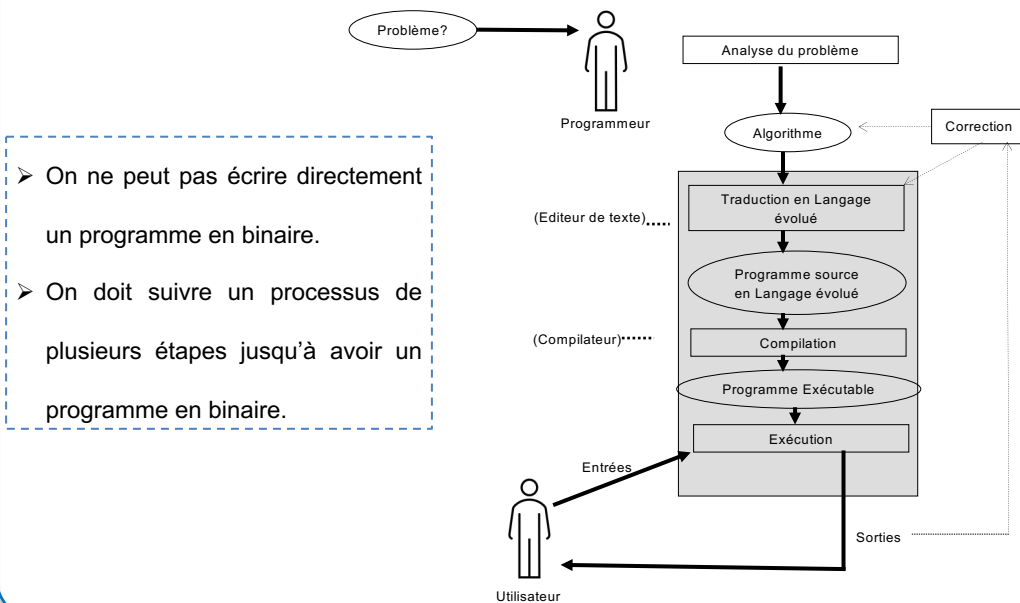 Problème?
Programmeur
Analyse du problème
Algorithme
Correction
➢ On ne peut pas écrire directement
un programme en binaire.
➢ On doit suivre un processus de
plusieurs étapes jusqu’à avoir un
programme en binaire.
(Editeur de texte)
Traduction en Langage
évolué
Programme source
en Langage évolué
(Compilateur)
Compilation
Programme Exécutable
Exécution
Entrées
Sorties
Utilisateur